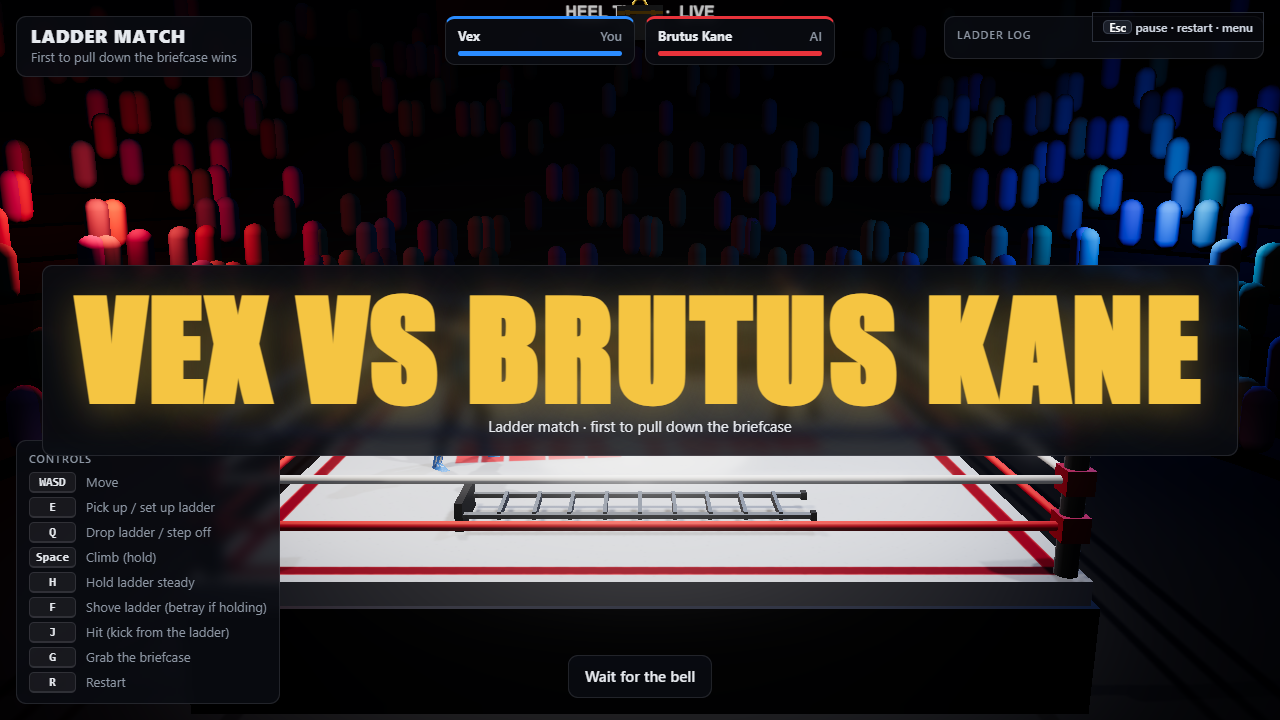 HEEL T · LIVE
LADDER MATCH
First to pull down the briefcase wins
Vex You
Brutus Kane AI
LADDER LOG
Esc pause · restart · menu
VEX VS BRUTUS KANE
Ladder match · first to pull down the briefcase
CONTROLS
WASD Move
E Pick up / set up ladder
Q Drop ladder / step off
Space Climb (hold)
H Hold ladder steady
F Shove ladder (betray if holding)
J Hit (kick from the ladder)
G Grab the briefcase
R Restart
Wait for the bell